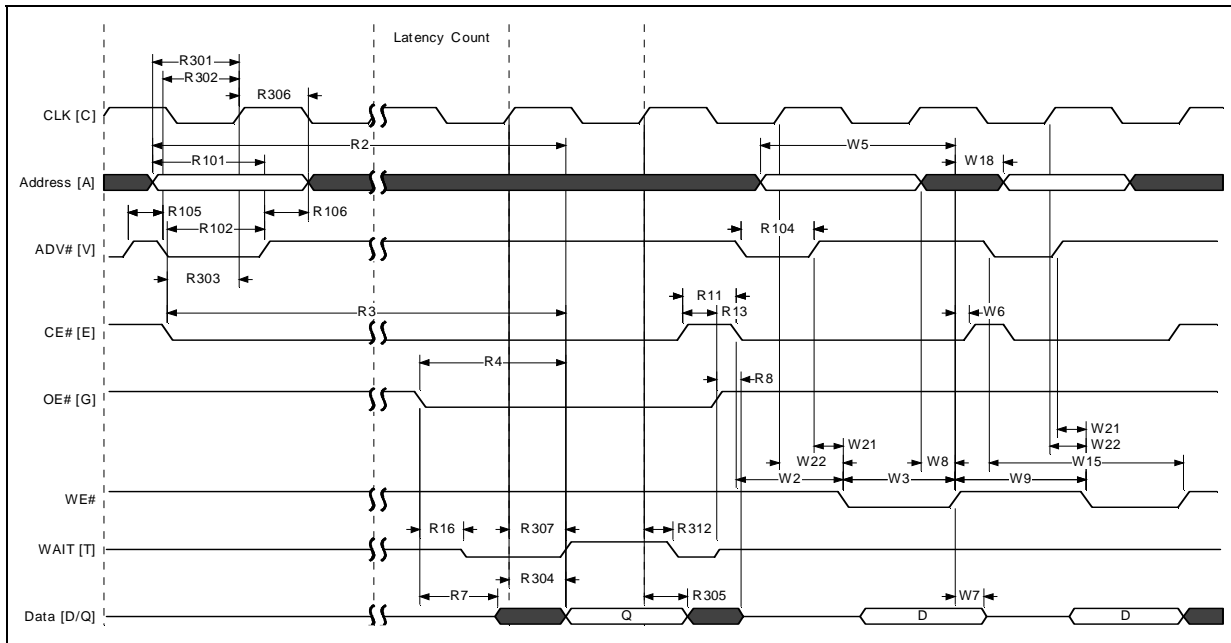 Latency Count
R301
R302
R306
CLK [C]
R2
W5
R101
W18
Address [A]
R105
R106
R102
R104
ADV# [V]
R303
R11
R3
R13
W6
CE# [E]
R4
R8
OE# [G]
W21
W21
W22
W22
W8
W15
W2
W3
W9
WE#
R16
R307
R312
WAIT [T]
R304
R7
R305
W7
Data [D/Q]
Q
D
D